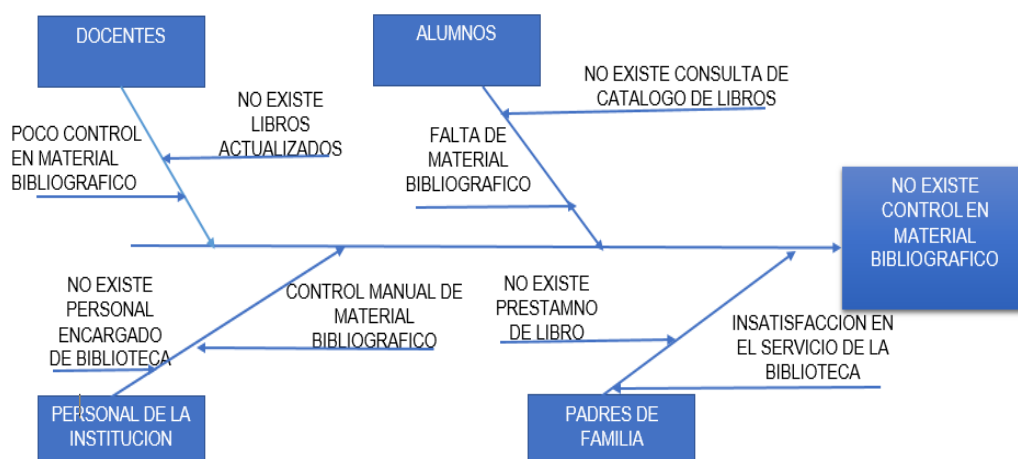 DOCENTES
ALUMNOS
NO EXISTE CONSULTA DE
CATALOGO DE LIBROS
NO EXISTE
LIBROS
ACTUALIZADOS
POCO CONTROL
EN MATERIAL
BIBLIOGRAFICO
FALTA DE
MATERIAL
BIBLIOGRAFICO
NO EXISTE
CONTROL EN
MATERIAL
BIBLIOGRAFICO
NO EXISTE
PERSONAL
ENCARGADO
DE BIBLIOTECA
CONTROL MANUAL DE
MATERIAL
BIBLIOGRAFICO
NO EXISTE
PRESTAMNO
DE LIBRO
INSATISFACCION EN
EL SERVICIO DE LA
BIBLIOTECA
PERSONAL DE LA
INSTITUCION
PADRES DE
FAMILIA